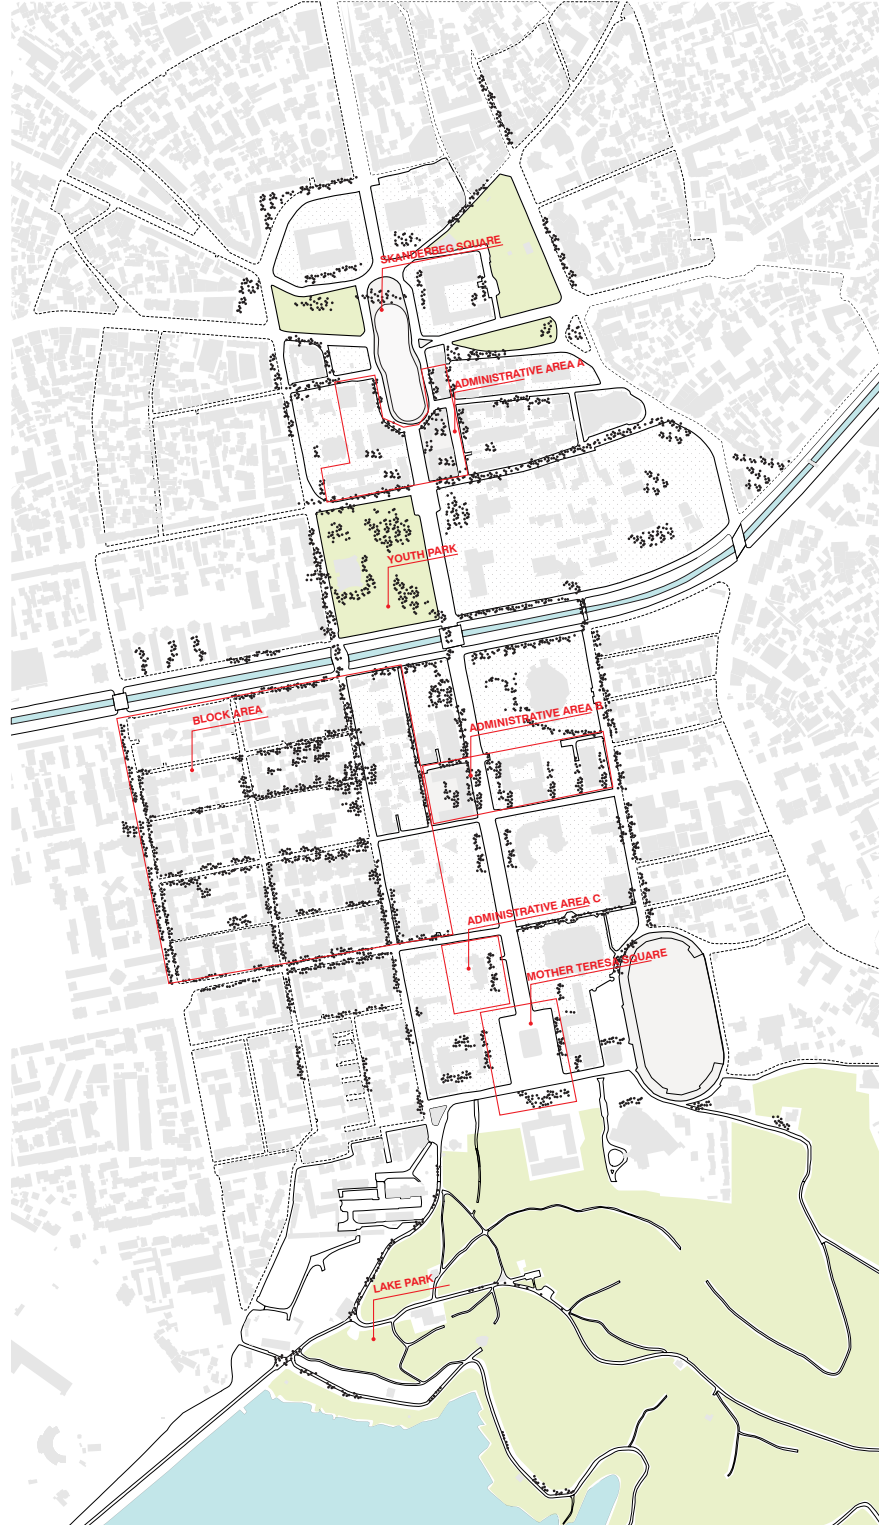 SKANDERBEG SQUARE
ADMINISTRATIVE AREA A
YOUTH PARK
BLOCK AREA
ADMINISTRATIVE AREA B
ADMINISTRATIVE AREA C
MOTHER TERESA SQUARE
LAKE PARK